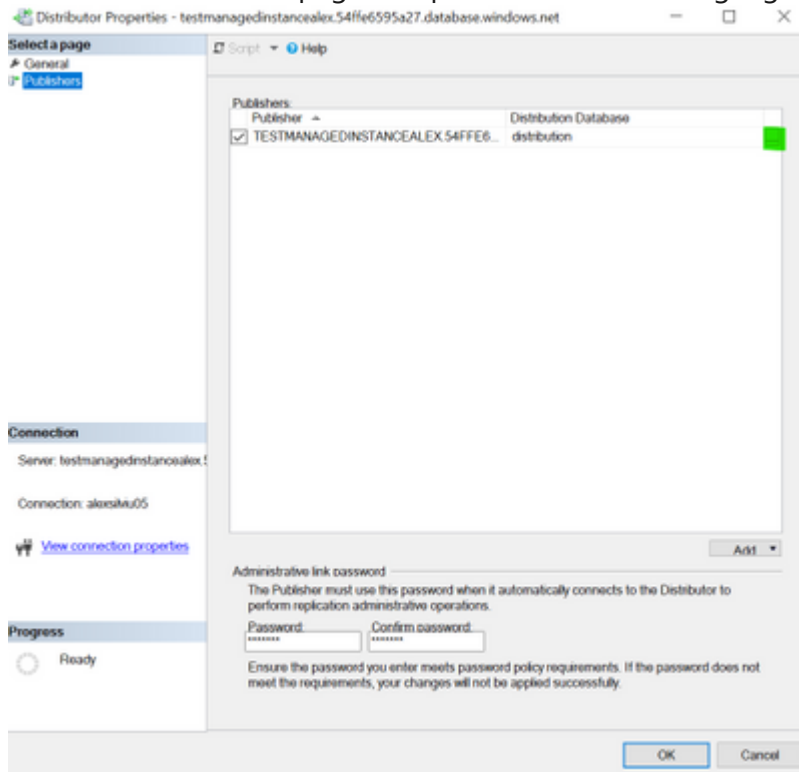 Distributor Properties - testmanagedinstancealex.54ffe6595a27.database.windows.net
Select a page
General
Publishers
Script
Help
Publishers:
Publisher
Distribution Database
TESTMANAGEDINSTANCEALEX.54FFE6...
distribution
Connection
Server: testmanagedinstancealex.5
Connection: alexsilviu05
View connection properties
Add
Administrative link password
The Publisher must use this password when it automatically connects to the Distributor to
perform replication administrative operations.
Password:
Confirm password:
*******
*******
Progress
Ready
Ensure the password you enter meets password policy requirements. If the password does not
meet the requirements, your changes will not be applied successfully.
OK
Cancel